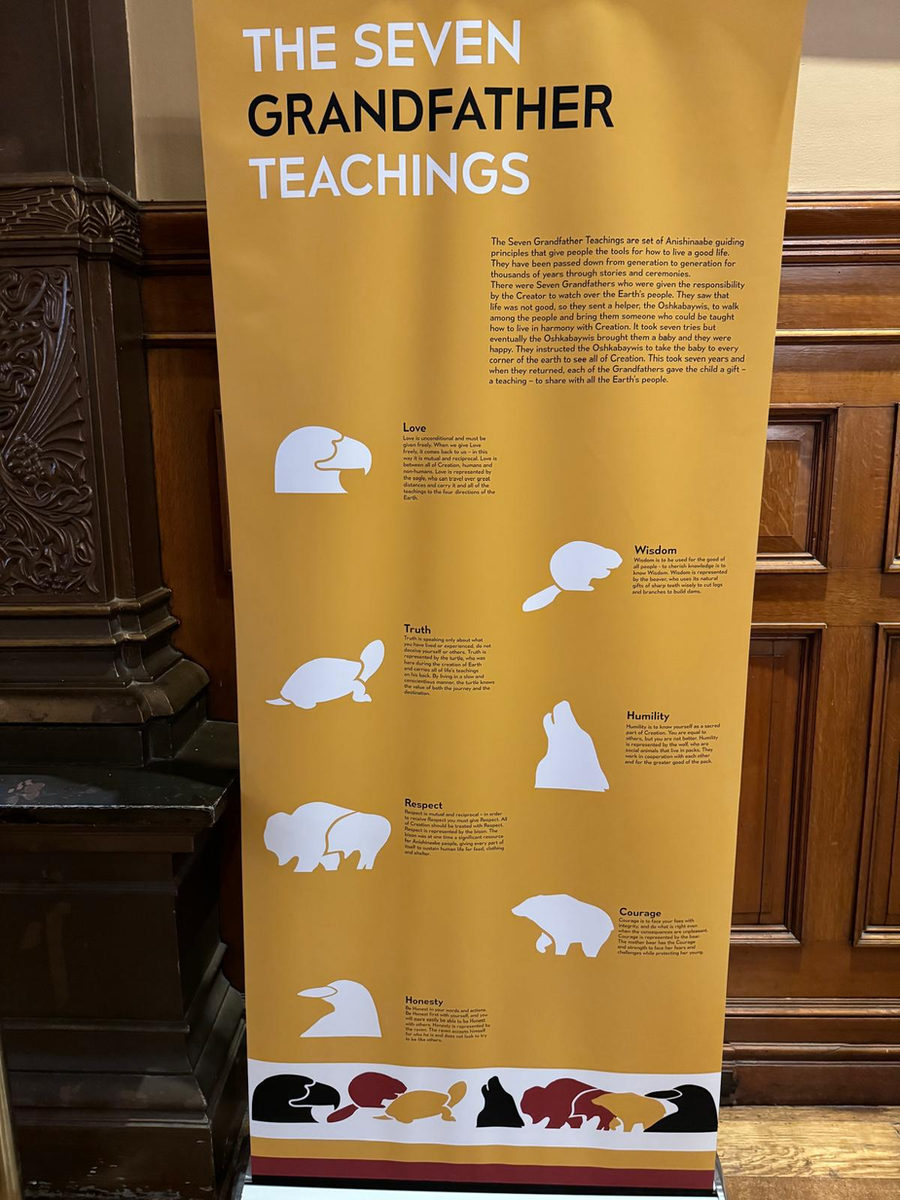 THE SEVEN
GRANDFATHER
TEACHINGS
The Seven Grandfather Teachings are set of Anishinaabe guiding
principles that give people the tools for how to live a good life.
They have been passed down from generation to generation for
thousands of years through stories and ceremonies.
There were Seven Grandfathers who were given the responsibility
by the Creator to watch over the Earth's people. They saw that
life was not good, so they sent a helper, the Oshkabaywis, to walk
among the people and bring them someone who could be taught
how to live in harmony with Creation. It took seven tries but
eventually the Oshkabaywis brought them a baby and they were
happy. They instructed the Oshkabaywis to take the baby to every
corner of the earth to see all of Creation. This took seven years and
when they returned, each of the Grandfathers gave the child a gift –
a teaching – to share with all the Earth's people.
Love
Love is unconditional and must be
given freely. When we give Love
freely, it comes back to us – in this
way it is mutual and reciprocal. Love is
between all of Creation, humans and
non-humans. Love is represented by
the eagle, who can travel over great
distances and carry it and all of the
teachings to the four directions of the
Earth.
Wisdom
Wisdom is to be used for the good of
all people – to cherish knowledge is to
know Wisdom. Wisdom is represented
by the beaver, who uses its natural
gifts of sharp teeth wisely to cut logs
and branches to build dams.
Truth
Truth is speaking only about what
you have lived or experienced, do not
deceive yourself or others. Truth is
represented by the turtle, who was
here during the creation of Earth
and carries all of life's teachings
on his back. By living in a slow and
conscientious manner, the turtle knows
the value of both the journey and the
destination.
Humility
Humility is to know yourself as a sacred
part of Creation. You are equal to
others, but you are not better. Humility
is represented by the wolf, who are
social animals that live in packs. They
work in cooperation with each other
and for the greater good of the pack.
Respect
Respect is mutual and reciprocal – in order
to receive Respect you must give Respect. All
of Creation should be treated with Respect.
Respect is represented by the bison. The
bison was at one time a significant resource
for Anishinaabe people, giving every part of
itself to sustain human life for food, clothing
and shelter.
Courage
Courage is to face your foes with
integrity, and do what is right even
when the consequences are unpleasant.
Courage is represented by the bear.
The mother bear has the Courage
and strength to face her fears and
challenges while protecting her young.
Honesty
Be Honest in your words and actions.
Be Honest first with yourself, and you
will more easily be able to be Honest
with others. Honesty is represented by
the raven. The raven accepts himself
for who he is and does not look to try
to be like others.